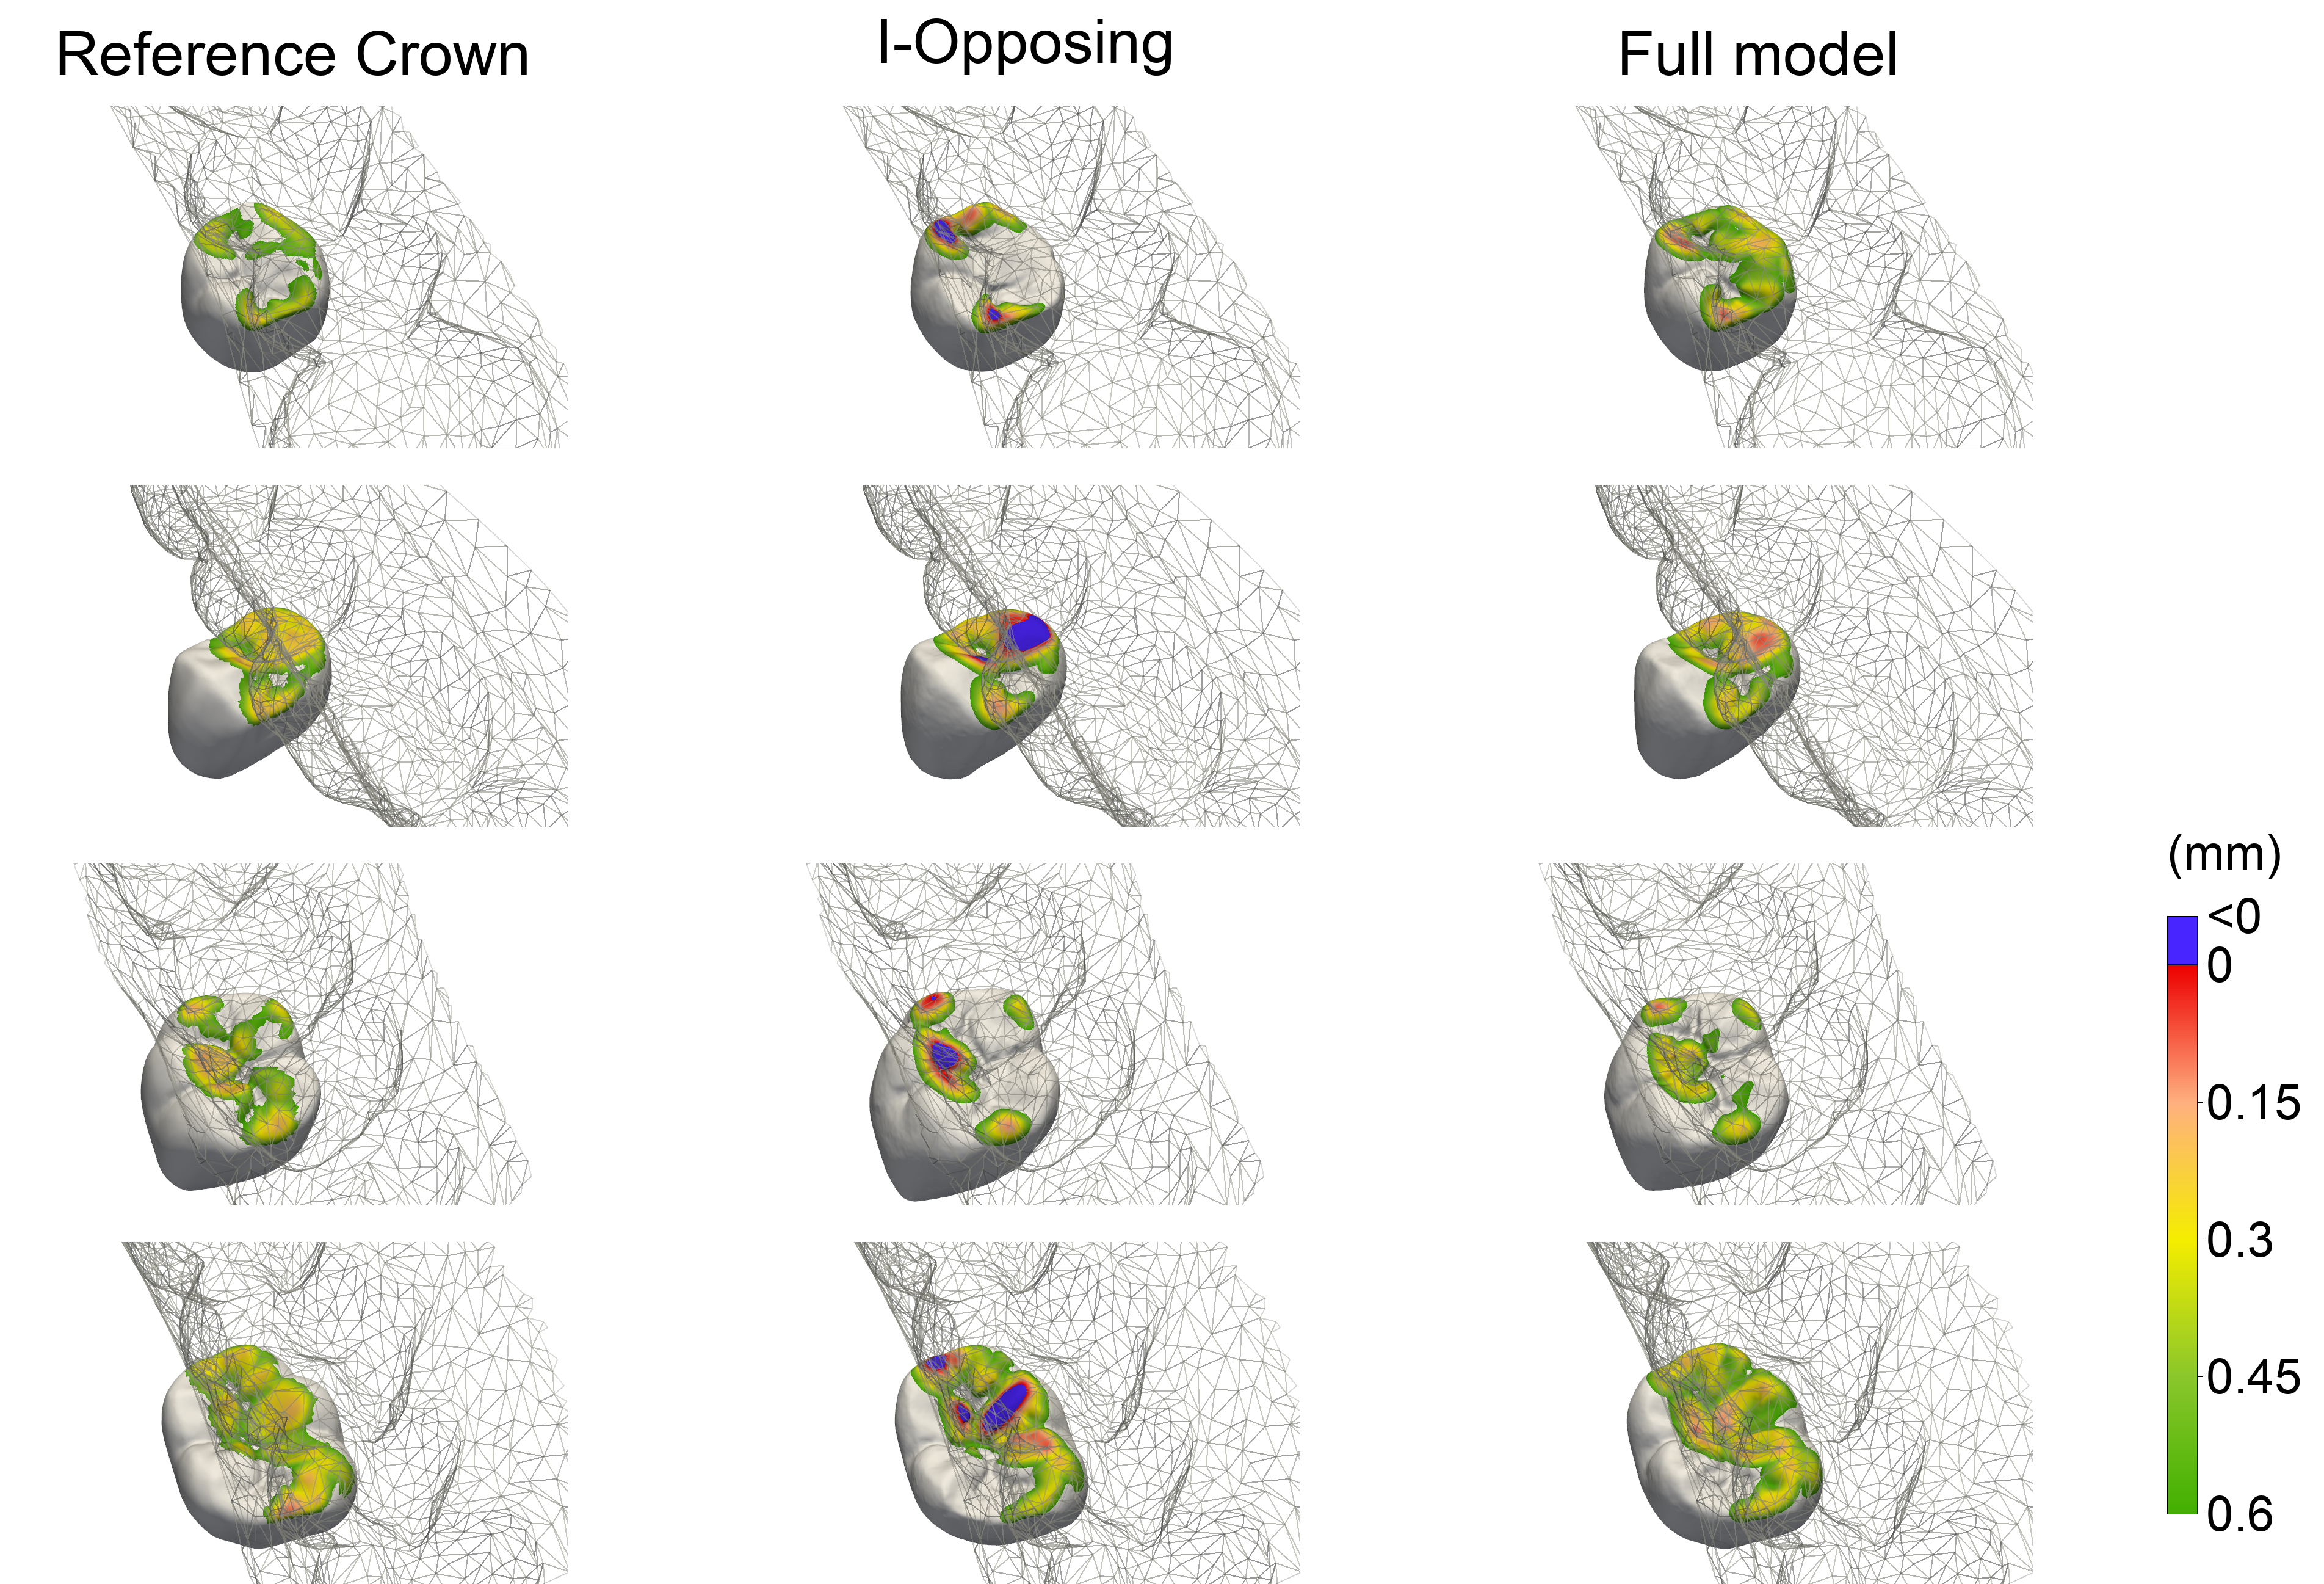 Reference Crown
I-Opposing
Full model
(mm)
<0
0
0.15
0.3
0.45
0.6